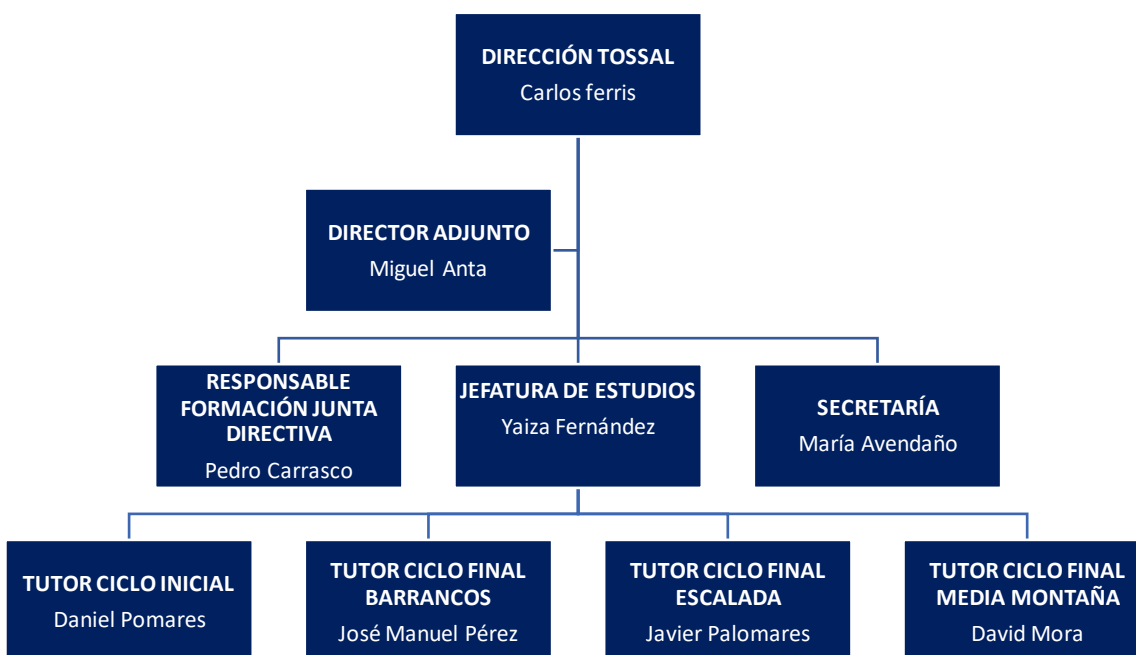 DIRECCIÓN TOSSAL
Carlos ferris
DIRECTOR ADJUNTO
Miguel Anta
RESPONSABLE
FORMACIÓN JUNTA
DIRECTIVA
Pedro Carrasco
JEFATURA DE ESTUDIOS
Yaiza Fernández
SECRETARÍA
María Avendaño
TUTOR CICLO INICIAL
Daniel Pomares
TUTOR CICLO FINAL
BARRANCOS
José Manuel Pérez
TUTOR CICLO FINAL
ESCALADA
Javier Palomares
TUTOR CICLO FINAL
MEDIA MONTAÑA
David Mora